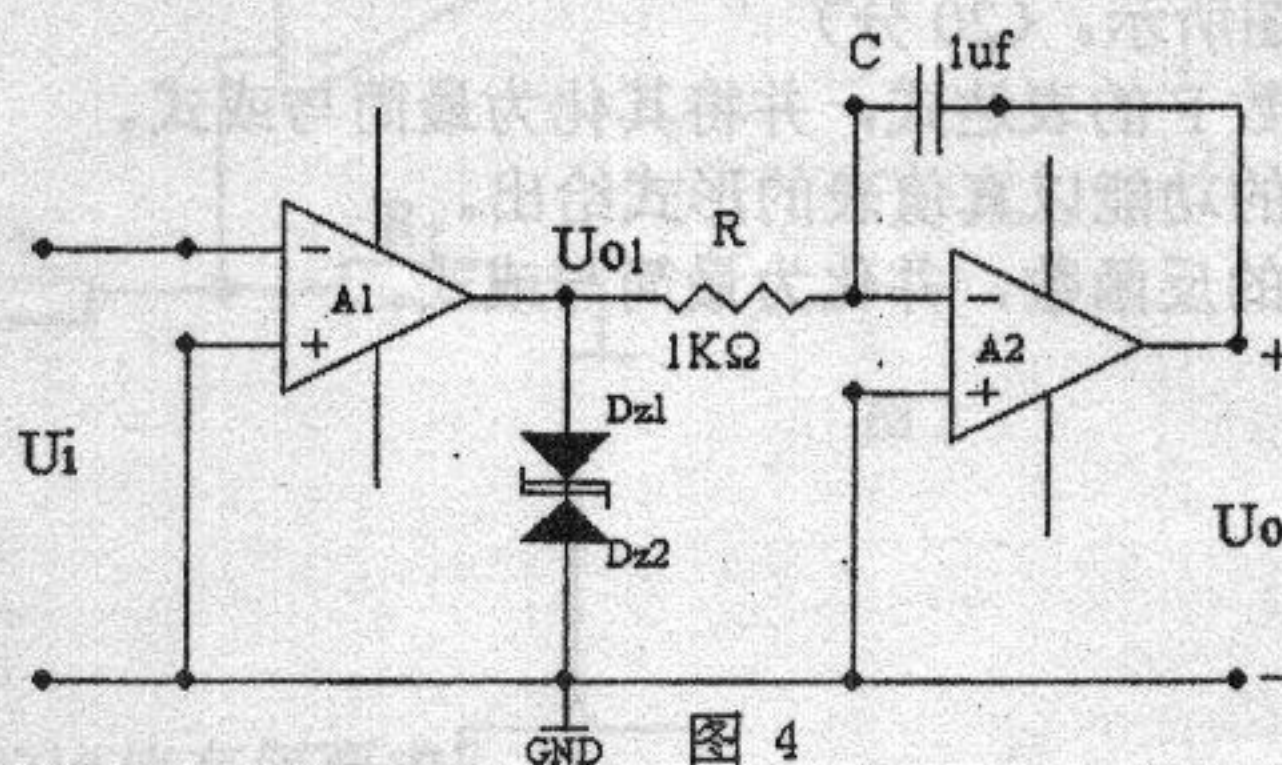 C 1uf
Uo1 R
A1
1KΩ
A2
Dz1
Ui
Dz2
Uo
GND 图 4
- + - + + -